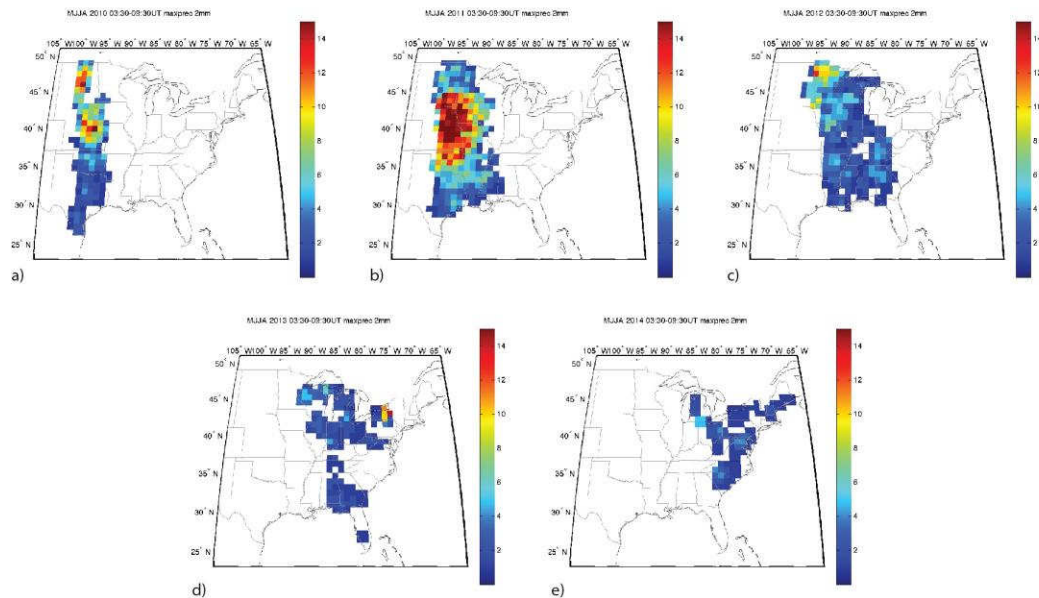 MJJA 2010 03:30-09:30UT maxprec 2mm
105°W100°W 95°W 90°W 85°W 80°W 75°W 70°W 65°W
50°N
45°N
40°N
35°N
30°N
25°N
14
12
10
8
6
4
2
a)
MJJA 2011 03:30-09:30UT maxprec 2mm
105°W100°W 95°W 90°W 85°W 80°W 75°W 70°W 65°W
50°N
45°N
40°N
35°N
30°N
25°N
14
12
10
8
6
4
2
b)
MJJA 2012 03:30-09:30UT maxprec 2mm
105°W100°W 95°W 90°W 85°W 80°W 75°W 70°W 65°W
50°N
45°N
40°N
35°N
30°N
25°N
14
12
10
8
6
4
2
c)
MJJA 2013 03:30-09:30UT maxprec 2mm
105°W100°W 95°W 90°W 85°W 80°W 75°W 70°W 65°W
50°N
45°N
40°N
35°N
30°N
25°N
14
12
10
8
6
4
2
d)
MJJA 2014 03:30-09:30UT maxprec 2mm
105°W100°W 95°W 90°W 85°W 80°W 75°W 70°W 65°W
50°N
45°N
40°N
35°N
30°N
25°N
14
12
10
8
6
4
2
e)